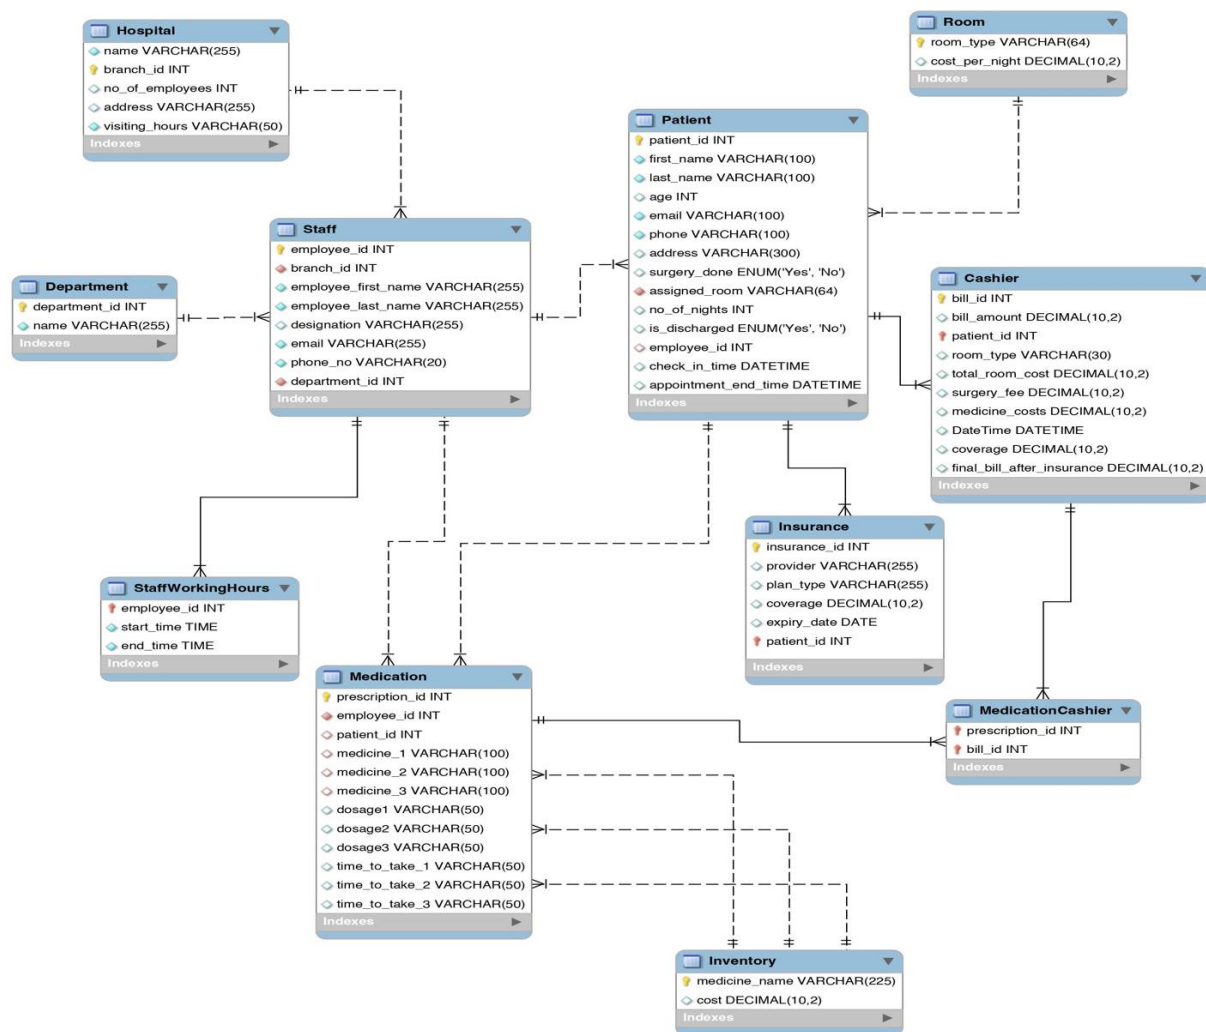 Hospital
name VARCHAR(255)
branch_id INT
no_of_employees INT
address VARCHAR(255)
visiting_hours VARCHAR(50)
Indexes
Room
room_type VARCHAR(64)
cost_per_night DECIMAL(10,2)
Indexes
Patient
patient_id INT
first_name VARCHAR(100)
last_name VARCHAR(100)
age INT
email VARCHAR(100)
phone VARCHAR(100)
address VARCHAR(300)
surgery_done ENUM('Yes', 'No')
assigned_room VARCHAR(64)
no_of_nights INT
is_discharged ENUM('Yes', 'No')
employee_id INT
check_in_time DATETIME
appointment_end_time DATETIME
Indexes
Staff
employee_id INT
branch_id INT
employee_first_name VARCHAR(255)
employee_last_name VARCHAR(255)
designation VARCHAR(255)
email VARCHAR(255)
phone_no VARCHAR(20)
department_id INT
Indexes
Department
department_id INT
name VARCHAR(255)
Indexes
Cashier
bill_id INT
bill_amount DECIMAL(10,2)
patient_id INT
room_type VARCHAR(30)
total_room_cost DECIMAL(10,2)
surgery_fee DECIMAL(10,2)
medicine_costs DECIMAL(10,2)
DateTime DATETIME
coverage DECIMAL(10,2)
final_bill_after_insurance DECIMAL(10,2)
Indexes
Insurance
insurance_id INT
provider VARCHAR(255)
plan_type VARCHAR(255)
coverage DECIMAL(10,2)
expiry_date DATE
patient_id INT
Indexes
StaffWorkingHours
employee_id INT
start_time TIME
end_time TIME
Indexes
Medication
prescription_id INT
employee_id INT
patient_id INT
medicine_1 VARCHAR(100)
medicine_2 VARCHAR(100)
medicine_3 VARCHAR(100)
dosage1 VARCHAR(50)
dosage2 VARCHAR(50)
dosage3 VARCHAR(50)
time_to_take_1 VARCHAR(50)
time_to_take_2 VARCHAR(50)
time_to_take_3 VARCHAR(50)
Indexes
MedicationCashier
prescription_id INT
bill_id INT
Indexes
Inventory
medicine_name VARCHAR(225)
cost DECIMAL(10,2)
Indexes